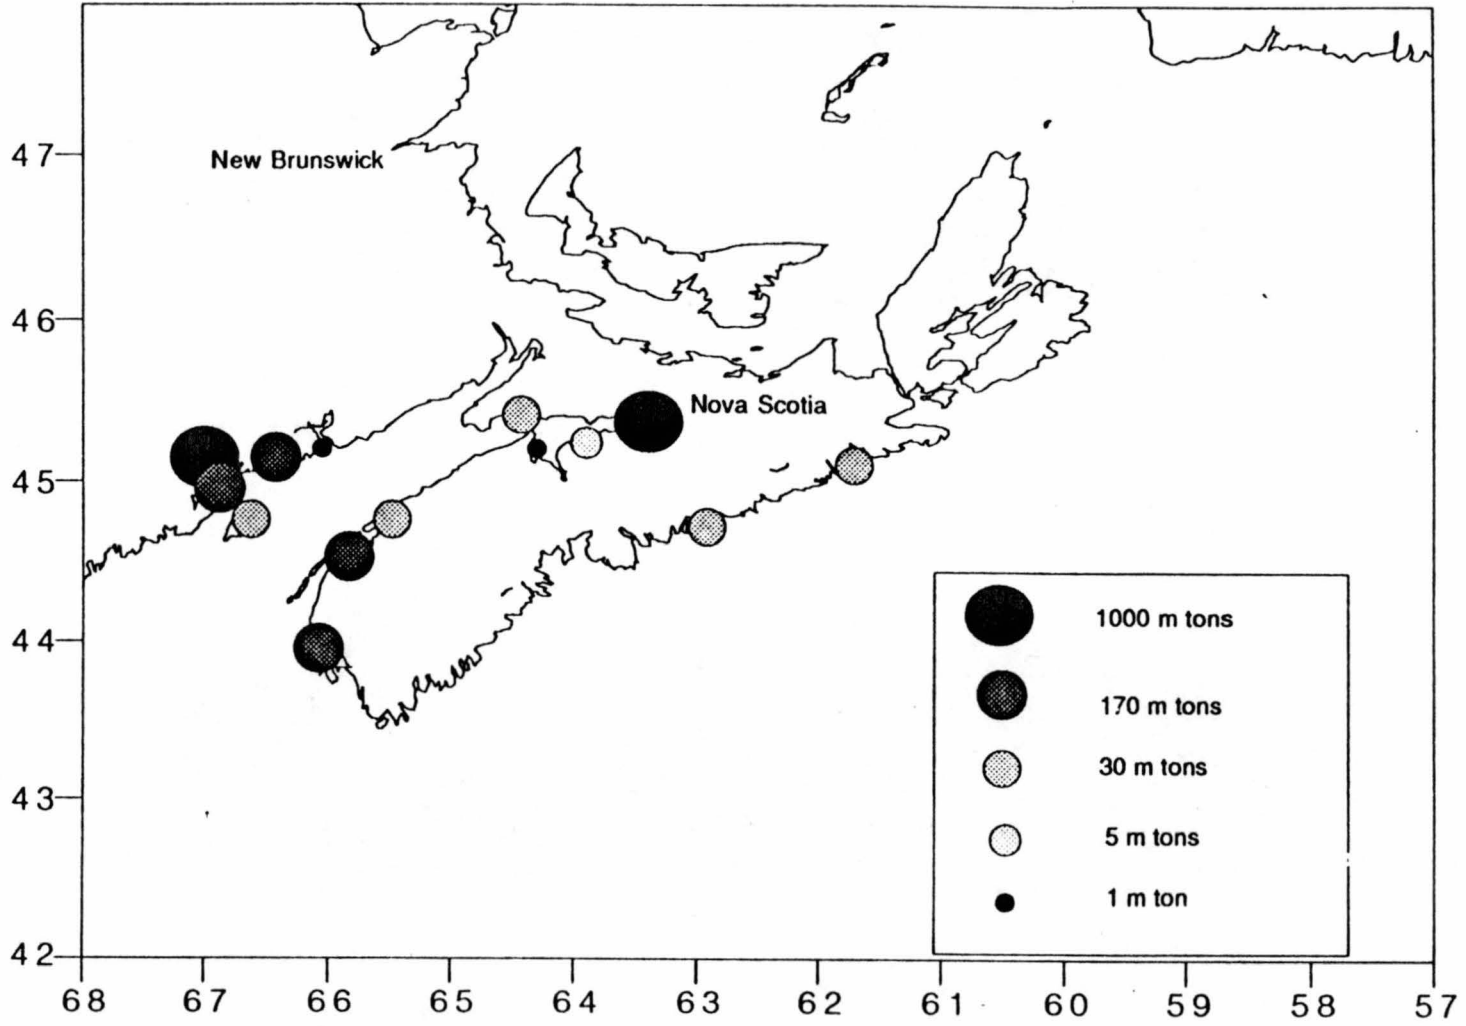 47
New Brunswick
46
Nova Scotia
45
44
43
42
1000 m tons
170 m tons
30 m tons
5 m tons
1 m ton
68 67 66 65 64 63 62 61 60 59 58 57